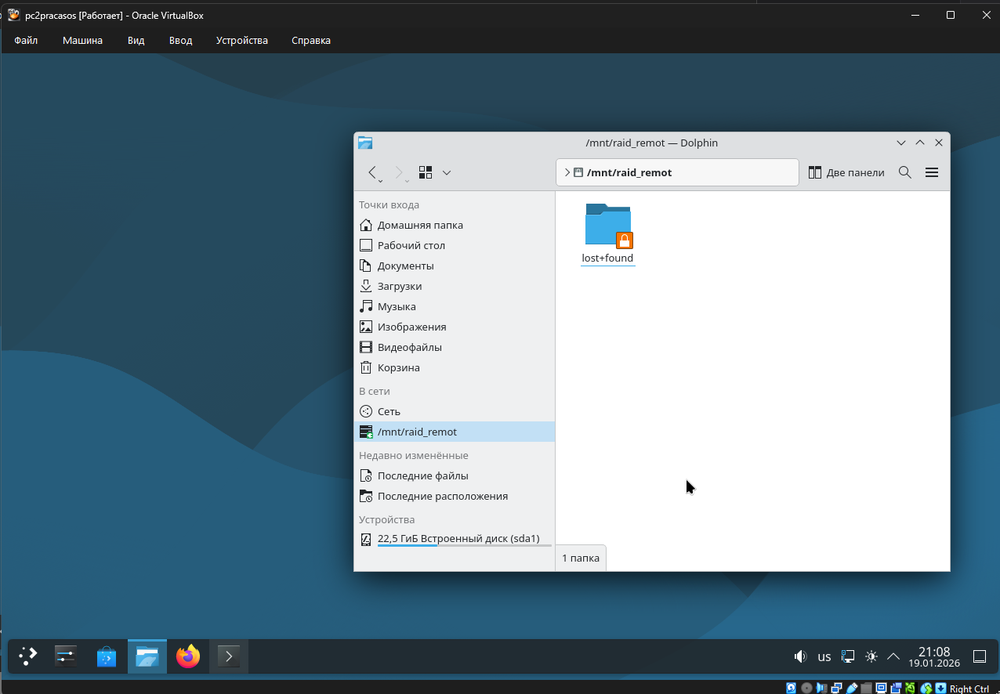 pc2pracasos [Работает] - Oracle VirtualBox
Файл Машина Вид Ввод Устройства Справка
/mnt/raid_remot — Dolphin
/mnt/raid_remot Две панели
Точки входа
Домашняя папка
Рабочий стол
Документы
Загрузки
Музыка
Изображения
Видеофайлы
Корзина
В сети
Сеть
/mnt/raid_remot
Недавно изменённые
Последние файлы
Последние расположения
Устройства
22,5 ГиБ Встроенный диск (sda1)
lost+found
1 папка
us
21:08
19.01.2026
Right Ctrl